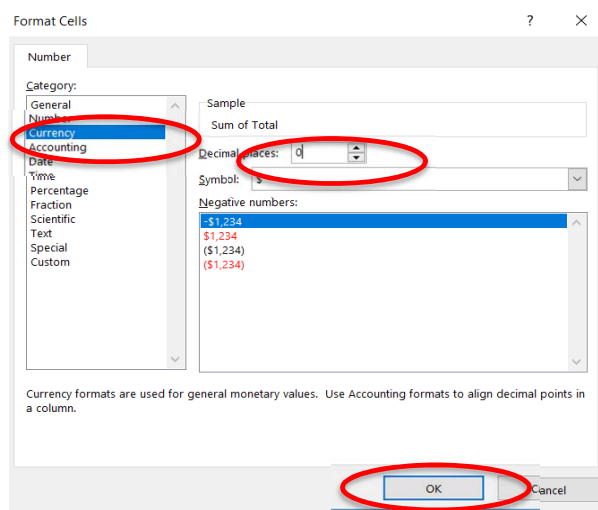 Format Cells ? ×
Number
Category:
General
Number
Currency
Accounting
Date
Time
Percentage
Fraction
Scientific
Text
Special
Custom
Sample
Sum of Total
Decimal places: 0
Symbol: $
Negative numbers:
-$1,234
$1,234
($1,234)
($1,234)
Currency formats are used for general monetary values. Use Accounting formats to align decimal points in
a column.
OK Cancel